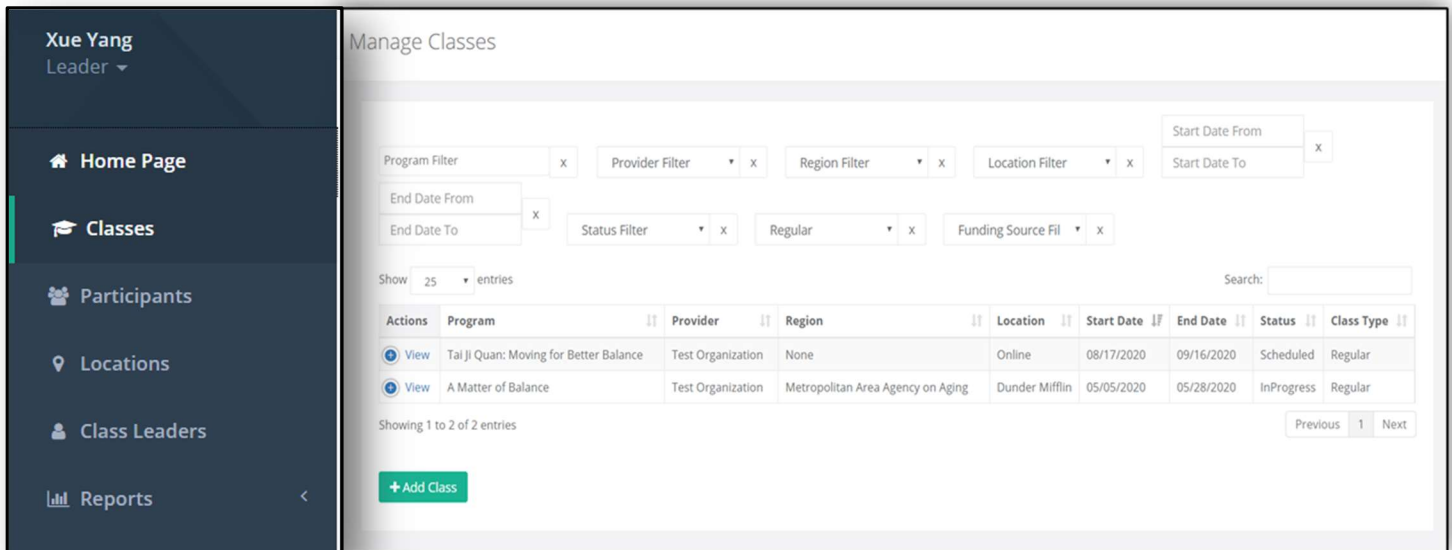 Xue Yang
Leader
Home Page
Classes
Participants
Locations
Class Leaders
Reports
Manage Classes
Start Date From
Program Filter x Provider Filter x Region Filter x Location Filter x Start Date To x
End Date From
End Date To x Status Filter x Regular x Funding Source Fil x
Show 25 entries Search:
Actions Program Provider Region Location Start Date End Date Status Class Type
View Tai Ji Quan: Moving for Better Balance Test Organization None Online 08/17/2020 09/16/2020 Scheduled Regular
View A Matter of Balance Test Organization Metropolitan Area Agency on Aging Dunder Mifflin 05/05/2020 05/28/2020 InProgress Regular
Showing 1 to 2 of 2 entries Previous 1 Next
+ Add Class